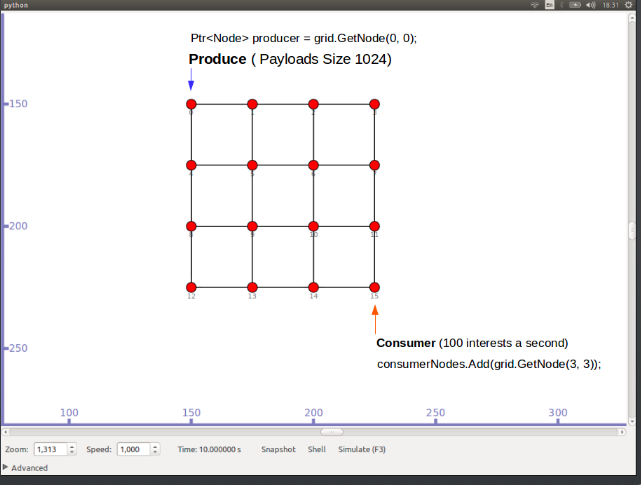 python
En
18:31
Ptr<Node> producer = grid.GetNode(0, 0);
Produce ( Payloads Size 1024)
150
0 1 2 3
4 5 6 7
200
8 9 10 11
12 13 14 15
Consumer (100 interests a second)
250
consumerNodes.Add(grid.GetNode(3, 3));
100 150 200 250 300
Zoom: 1,313 Speed: 1,000 Time: 10.000000 s Snapshot Shell Simulate (F3)
Advanced